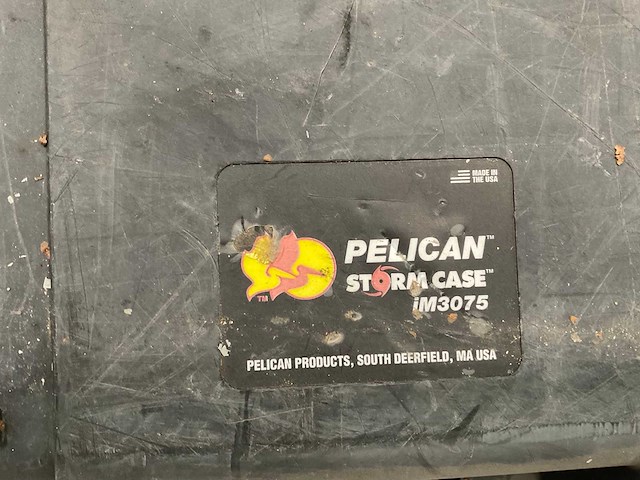 MADE IN
THE USA
PELICAN™
STORM CASE™
iM3075
TM
PELICAN PRODUCTS, SOUTH DEERFIELD, MA USA